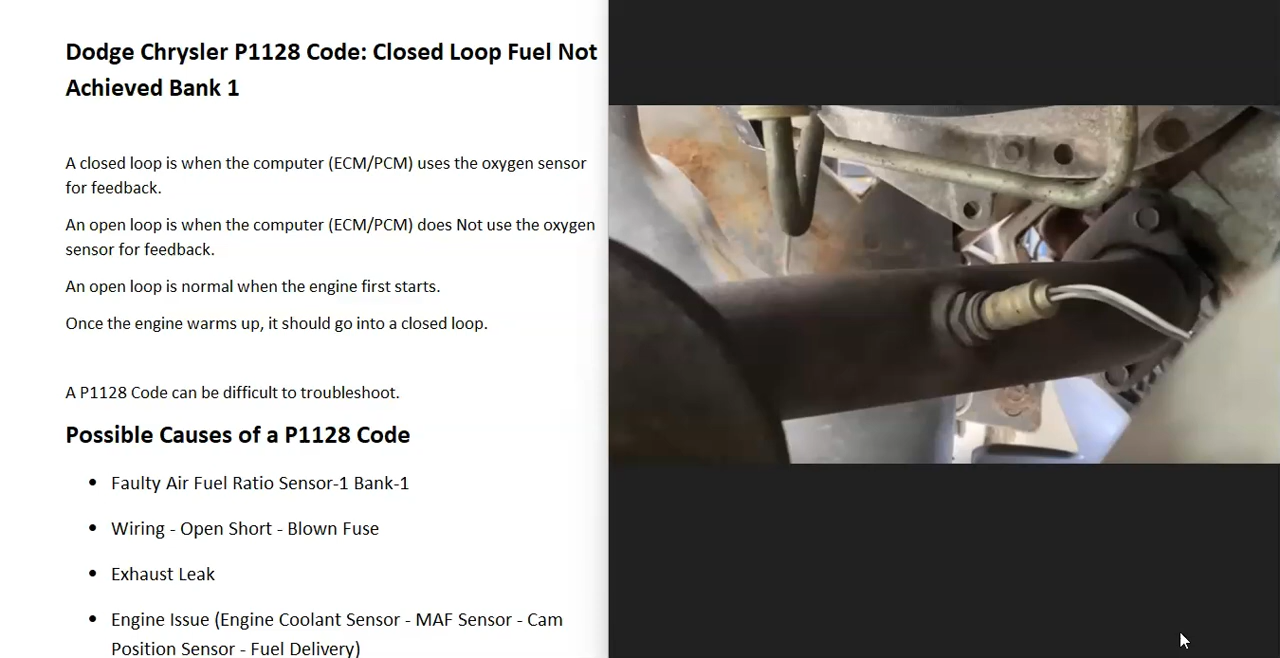 Dodge Chrysler P1128 Code: Closed Loop Fuel Not
Achieved Bank 1
A closed loop is when the computer (ECM/PCM) uses the oxygen sensor
for feedback.
An open loop is when the computer (ECM/PCM) does Not use the oxygen
sensor for feedback.
An open loop is normal when the engine first starts.
Once the engine warms up, it should go into a closed loop.
A P1128 Code can be difficult to troubleshoot.
Possible Causes of a P1128 Code
• Faulty Air Fuel Ratio Sensor-1 Bank-1
• Wiring - Open Short - Blown Fuse
• Exhaust Leak
• Engine Issue (Engine Coolant Sensor - MAF Sensor - Cam
Position Sensor - Fuel Delivery)